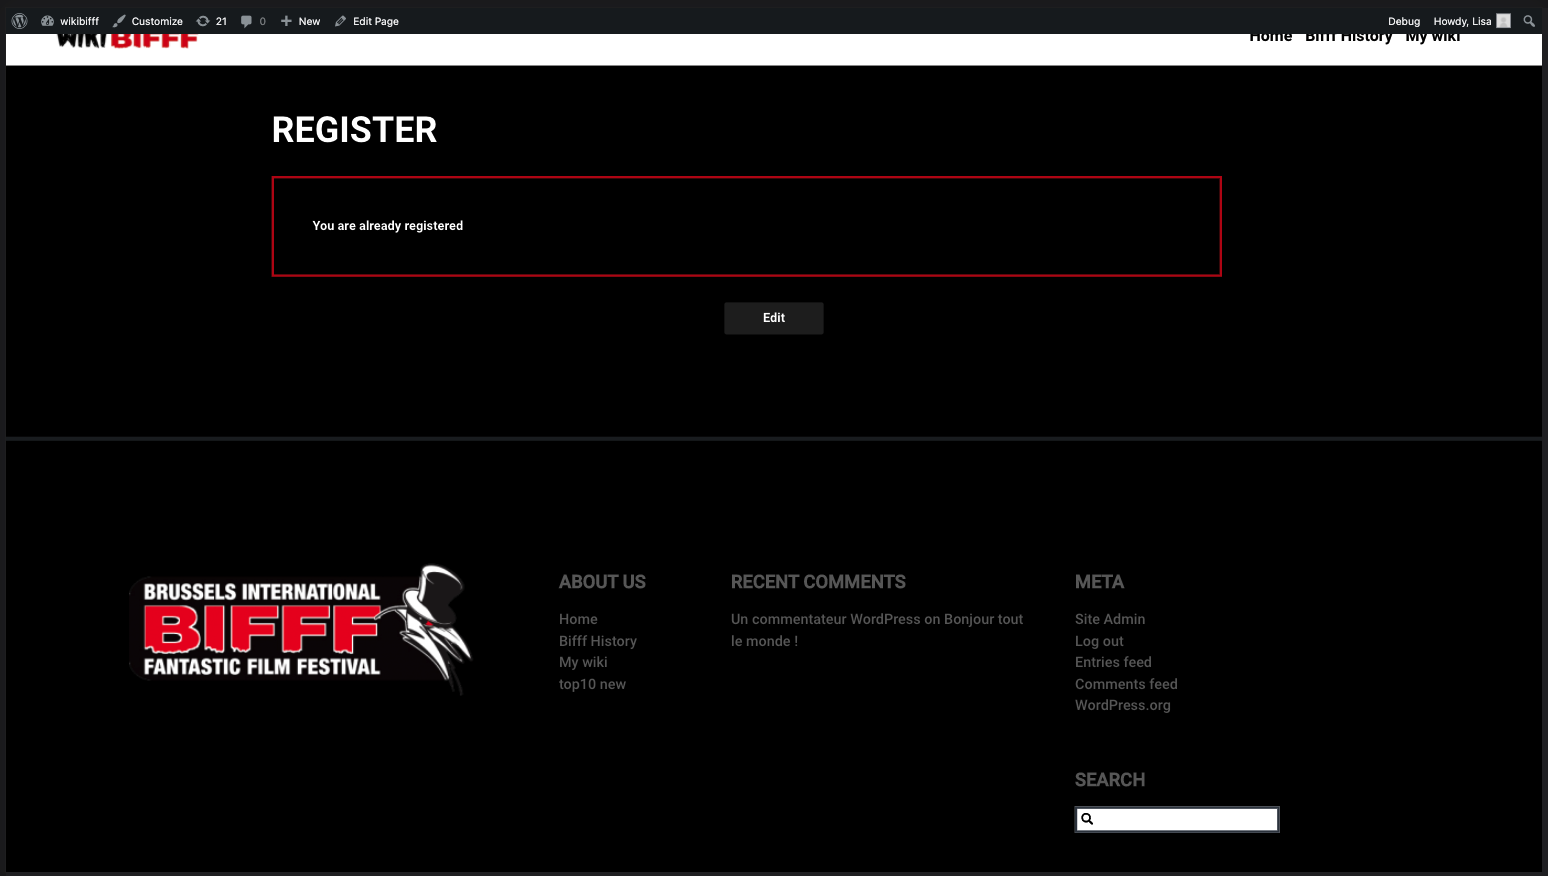 wikibifff Customize 21 0 New Edit Page Debug Howdy, Lisa
WIKI BIFFF Home Bifff History My wiki
REGISTER
You are already registered
Edit
BRUSSELS INTERNATIONAL
BIFFF
FANTASTIC FILM FESTIVAL
ABOUT US
Home
Bifff History
My wiki
top10 new
RECENT COMMENTS
Un commentateur WordPress on Bonjour tout
le monde !
META
Site Admin
Log out
Entries feed
Comments feed
WordPress.org
SEARCH